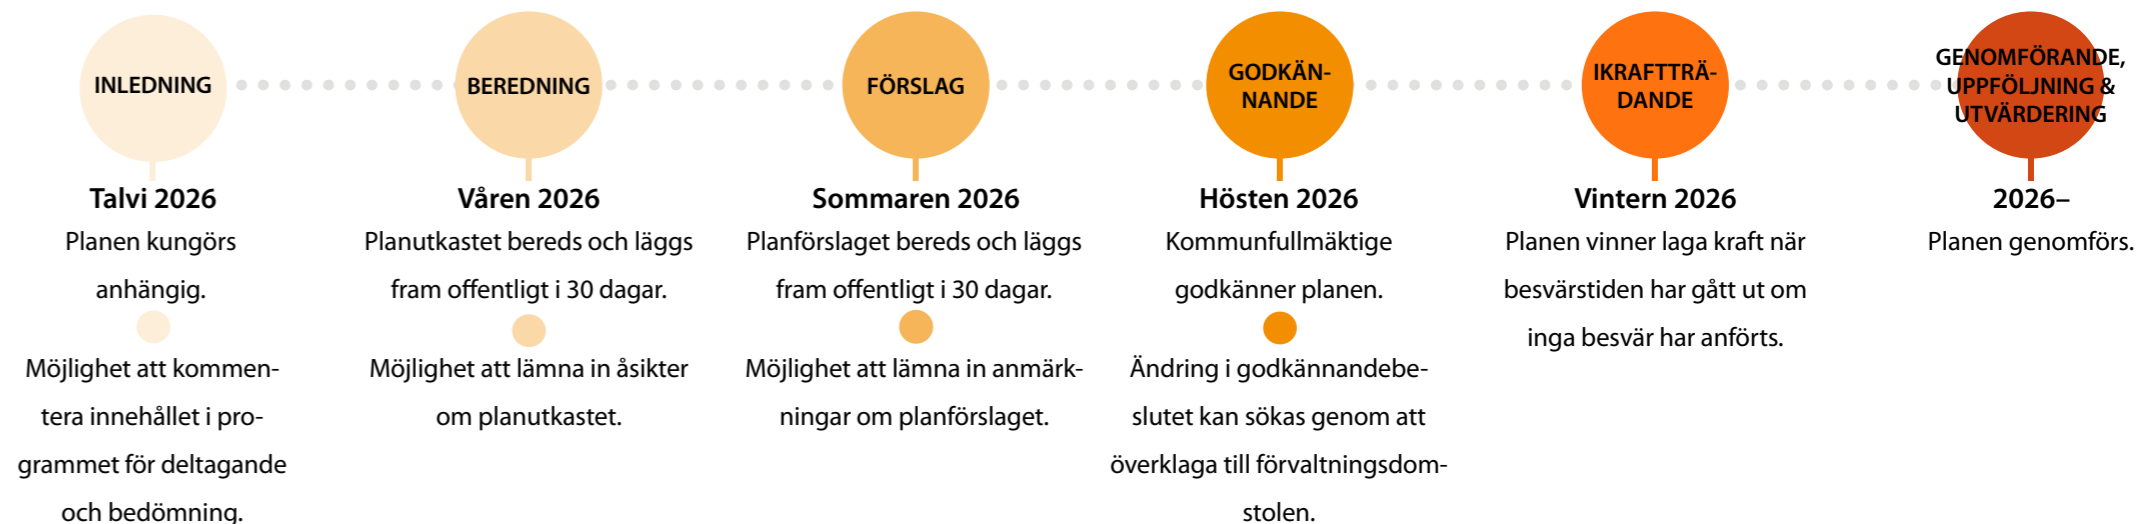 INLEDNING
Talvi 2026
Planen kungörs
anhängig.
Möjlighet att kommen-
tera innehållet i pro-
grammet för deltagande
och bedömning.
BEREDNING
Våren 2026
Planutkastet bereds och läggs
fram offentligt i 30 dagar.
Möjlighet att lämna in åsikter
om planutkastet.
FÖRSLAG
Sommaren 2026
Planförslaget bereds och läggs
fram offentligt i 30 dagar.
Möjlighet att lämna in anmärk-
ningar om planförslaget.
GODKÄN-
NANDE
Hösten 2026
Kommunfullmäktige
godkänner planen.
Ändring i godkännandebe-
slutet kan sökas genom att
överklaga till förvaltningsdom-
stolen.
IKRAFTTRÄ-
DANDE
Vintern 2026
Planen vinner laga kraft när
besvärstiden har gått ut om
inga besvär har anförts.
GENOMFÖRANDE,
UPPFÖLJNING &
UTVÄRDERING
2026–
Planen genomförs.